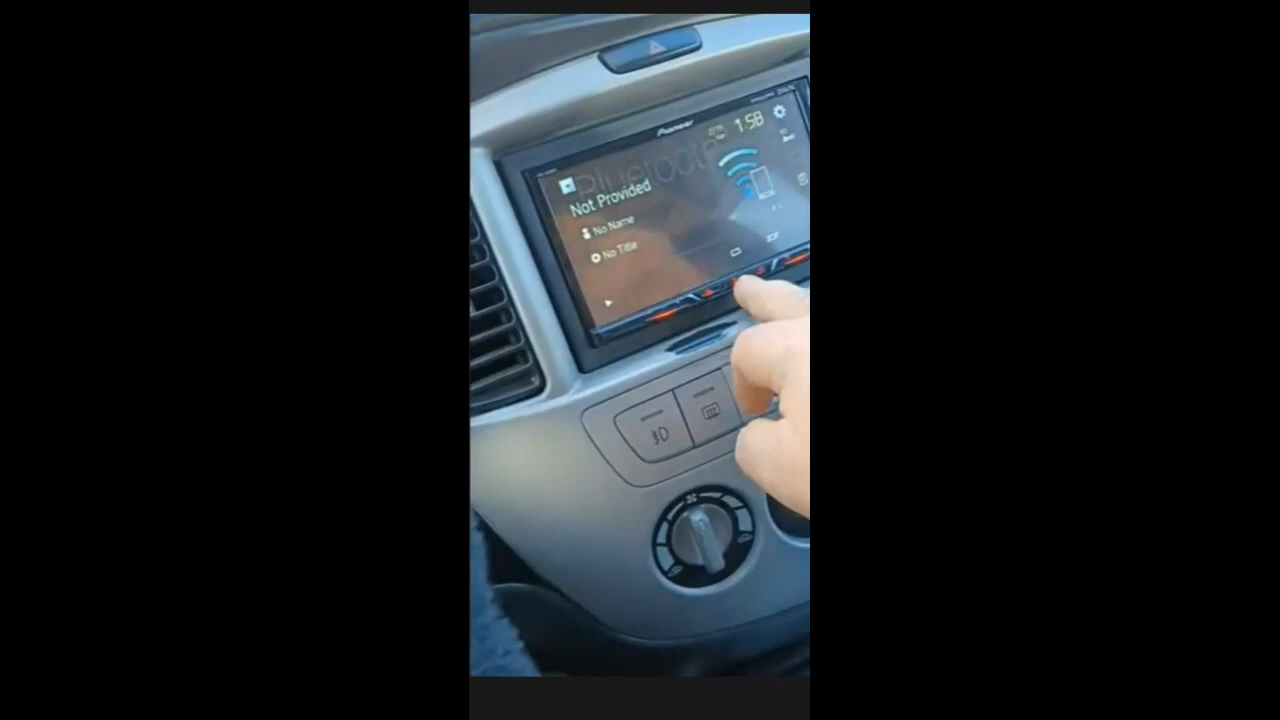 Pioneer
1:58
Bluetooth
Not Provided
No Name
No Title